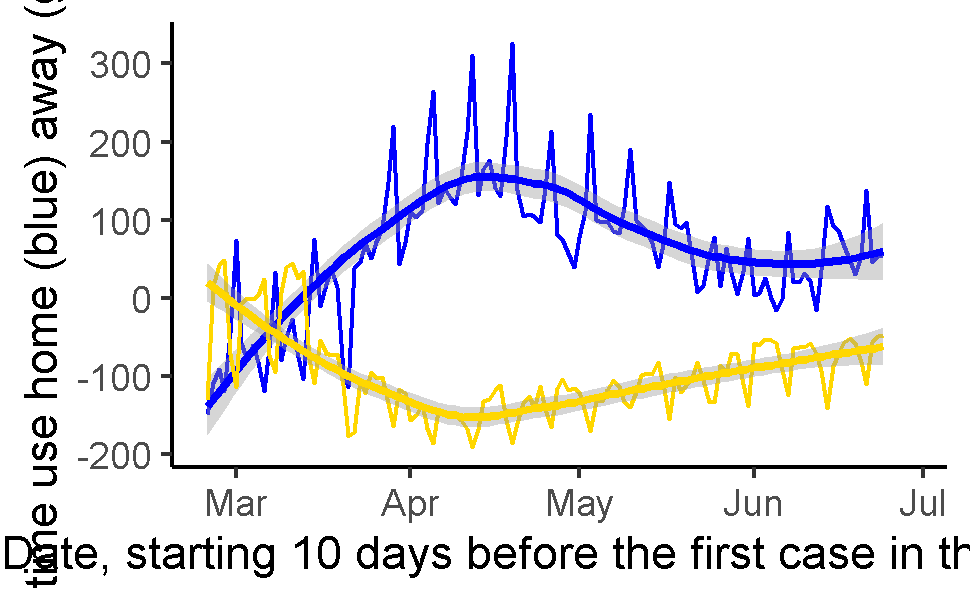 time use home (blue) away (
300
200
100
0
-100
-200
Mar Apr May Jun Jul
Date, starting 10 days before the first case in th